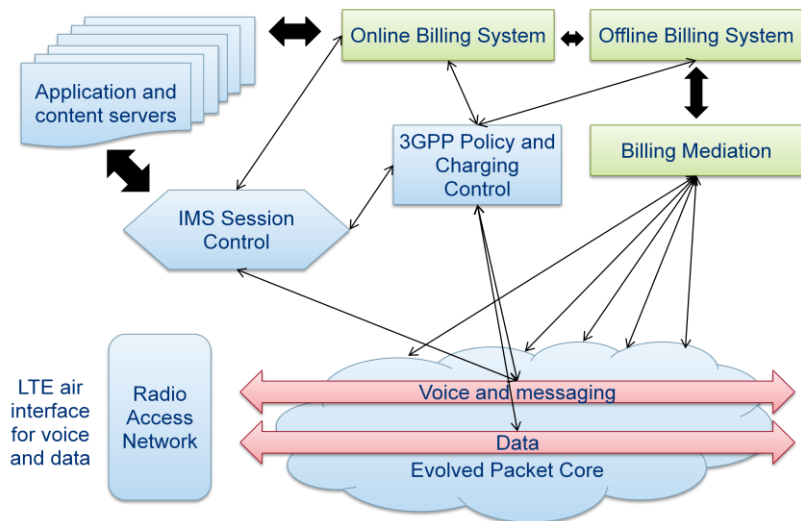 Online Billing System
Offline Billing System
Application and
content servers
3GPP Policy and
Charging
Control
Billing Mediation
IMS Session
Control
LTE air
interface
for voice
and data
Radio
Access
Network
Voice and messaging
Data
Evolved Packet Core